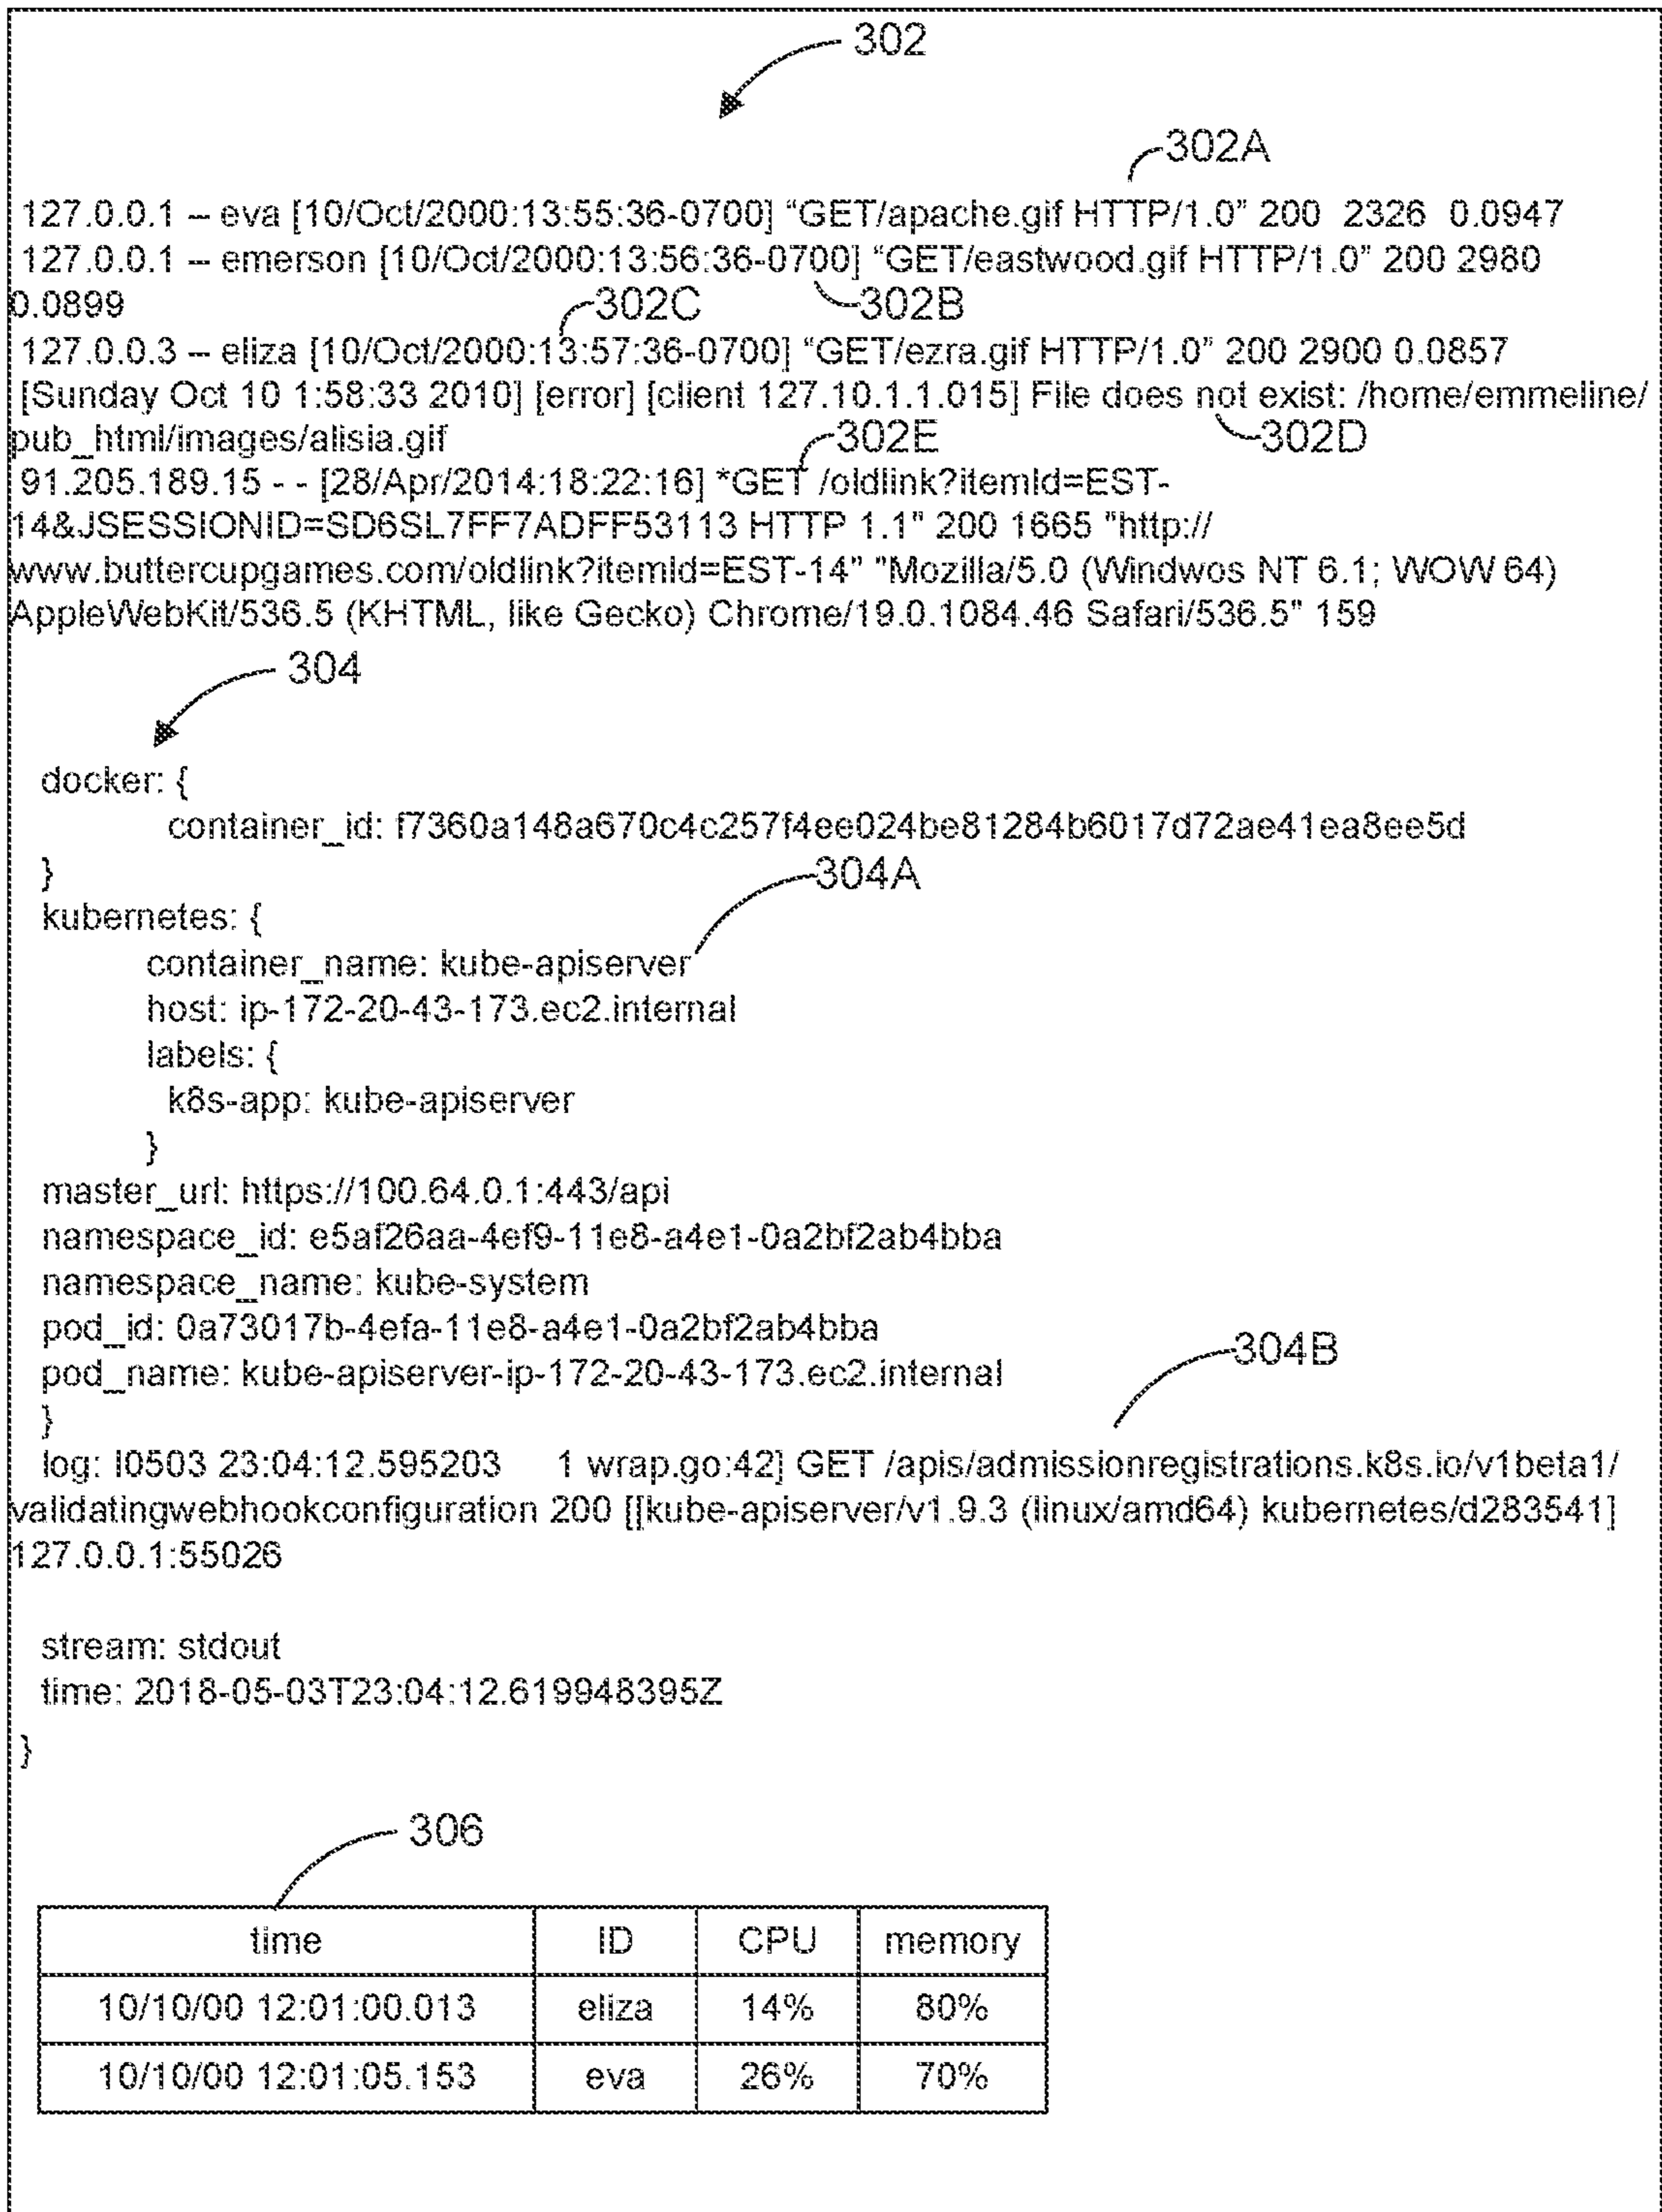 302
302A
127.0.0.1 – eva [10/Oct/2000:13:55:36-0700] “GET/apache.gif HTTP/1.0” 200 2326 0.0947
127.0.0.1 – emerson [10/Oct/2000:13:56:36-0700] “GET/eastwood.gif HTTP/1.0” 200 2980
0.0899
302C 302B
127.0.0.3 – eliza [10/Oct/2000:13:57:36-0700] “GET/ezra.gif HTTP/1.0” 200 2900 0.0857
[Sunday Oct 10 1:58:33 2010] [error] [client 127.10.1.1.015] File does not exist: /home/emmeline/
pub_html/images/alisia.gif
302E 302D
91.205.189.15 - - [28/Apr/2014:18:22:16] *GET /oldlink?itemId=EST-
14&JSESSIONID=SD6SL7FF7ADFF53113 HTTP 1.1" 200 1665 "http://
www.buttercupgames.com/oldlink?itemId=EST-14" "Mozilla/5.0 (Windwos NT 6.1; WOW 64)
AppleWebKit/536.5 (KHTML, like Gecko) Chrome/19.0.1084.46 Safari/536.5" 159
304
docker: {
container_id: f7360a148a670c4c257f4ee024be81284b6017d72ae41ea8ee5d
}
304A
kubernetes: {
container_name: kube-apiserver
host: ip-172-20-43-173.ec2.internal
labels: {
k8s-app: kube-apiserver
}
master_url: https://100.64.0.1:443/api
namespace_id: e5af26aa-4ef9-11e8-a4e1-0a2bf2ab4bba
namespace_name: kube-system
pod_id: 0a73017b-4efa-11e8-a4e1-0a2bf2ab4bba
304B
pod_name: kube-apiserver-ip-172-20-43-173.ec2.internal
}
log: I0503 23:04:12.595203 1 wrap.go:42] GET /apis/admissionregistrations.k8s.io/v1beta1/
validatingwebhookconfiguration 200 [[kube-apiserver/v1.9.3 (linux/amd64) kubernetes/d283541]
127.0.0.1:55026
stream: stdout
time: 2018-05-03T23:04:12.619948395Z
}
306
time ID CPU memory
10/10/00 12:01:00.013 eliza 14% 80%
10/10/00 12:01:05.153 eva 26% 70%